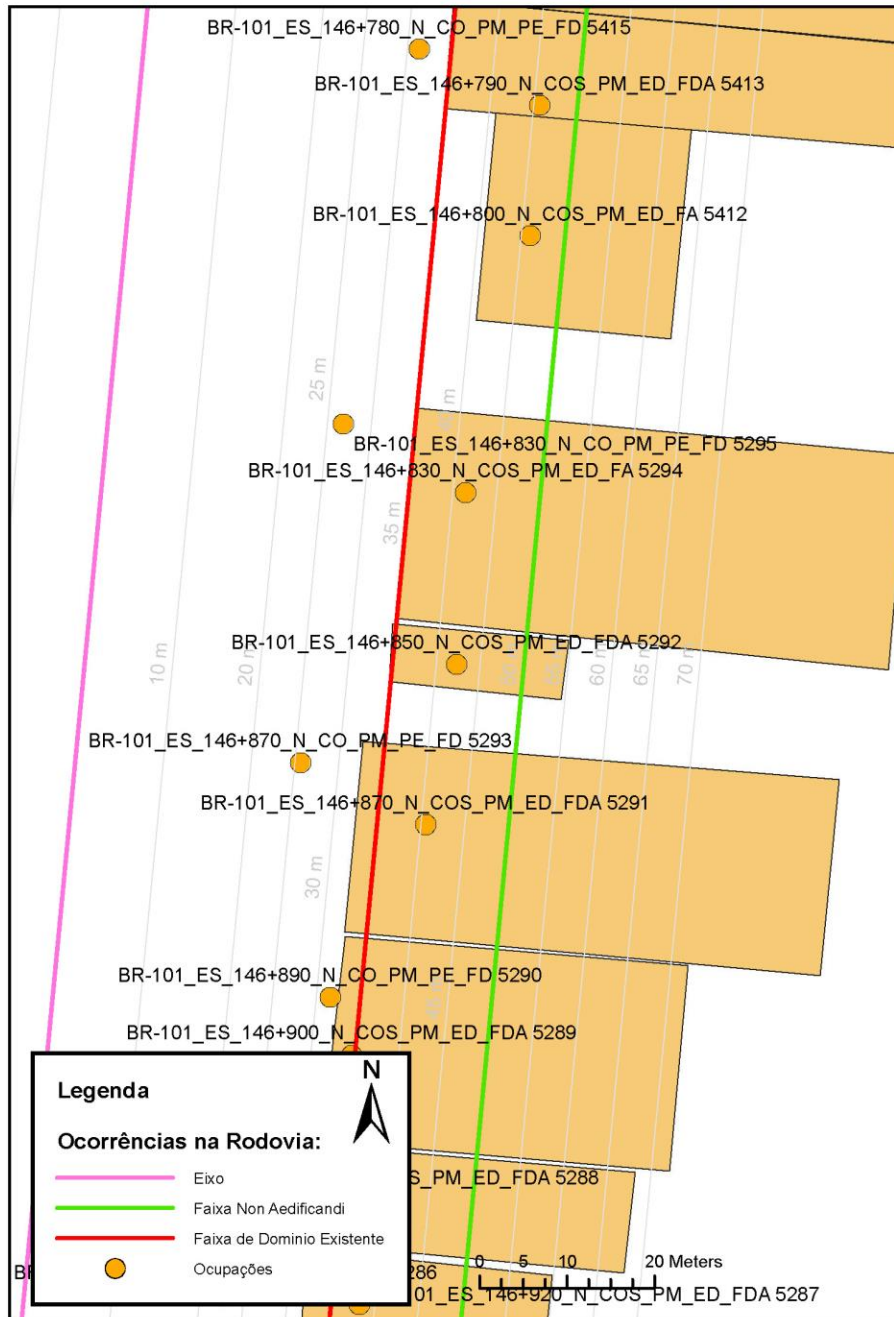 BR-101_ES_146+780_N_CO_PM_PE_FD 5415
BR-101_ES_146+790_N_COS_PM_ED_FDA 5413
BR-101_ES_146+800_N_COS_PM_ED_FA 5412
25 m
BR-101_ES_146+830_N_CO_PM_PE_FD 5295
BR-101_ES_146+830_N_COS_PM_ED_FA 5294
35 m
BR-101_ES_146+850_N_COS_PM_ED_FDA 5292
10 m
20 m
60 m
65 m
70 m
BR-101_ES_146+870_N_CO_PM_PE_FD 5293
BR-101_ES_146+870_N_COS_PM_ED_FDA 5291
30 m
BR-101_ES_146+890_N_CO_PM_PE_FD 5290
BR-101_ES_146+900_N_COS_PM_ED_FDA 5289
N
Legenda
Ocorrências na Rodovia:
Eixo
Faixa Non Aedificandi
Faixa de Dominio Existente
Ocupações
S_PM_ED_FDA 5288
0 5 10 20 Meters
286
101_ES_146+920_N_COS_PM_ED_FDA 5287